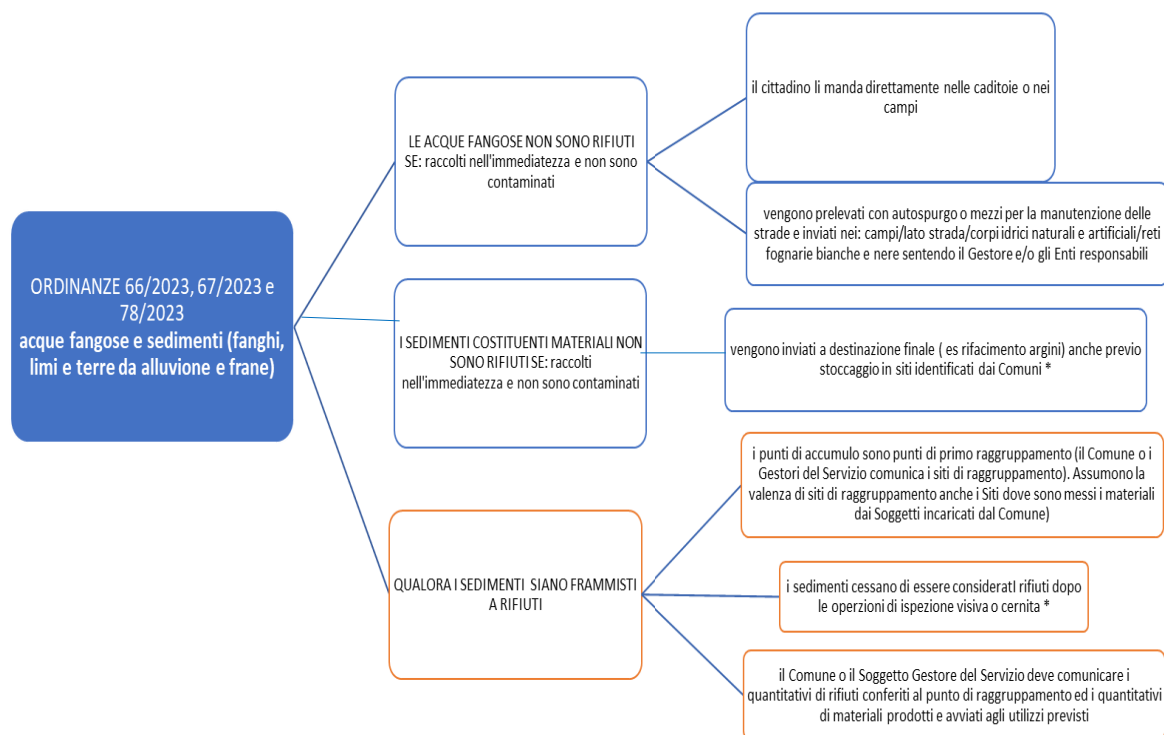 ORDINANZE 66/2023, 67/2023 e
78/2023
acque fangose e sedimenti (fanghi,
limi e terre da alluvione e frane)
LE ACQUE FANGOSE NON SONO RIFIUTI
SE: raccolti nell'immediatezza e non sono
contaminati
il cittadino li manda direttamente nelle caditoie o nei
campi
vengono prelevati con autospurgo o mezzi per la manutenzione delle
strade e inviati nei: campi/lato strada/corpi idrici naturali e artificiali/reti
fognarie bianche e nere sentendo il Gestore e/o gli Enti responsabili
I SEDIMENTI COSTITUENTI MATERIALI NON
SONO RIFIUTI SE: raccolti
nell'immediatezza e non sono contaminati
vengono inviati a destinazione finale ( es rifacimento argini) anche previo
stoccaggio in siti identificati dai Comuni *
QUALORA I SEDIMENTI SIANO FRAMMISTI
A RIFIUTI
i punti di accumulo sono punti di primo raggruppamento (il Comune o i
Gestori del Servizio comunica i siti di raggruppamento). Assumono la
valenza di siti di raggruppamento anche i Siti dove sono messi i materiali
dai Soggetti incaricati dal Comune)
i sedimenti cessano di essere consideratI rifiuti dopo
le operzioni di ispezione visiva o cernita *
il Comune o il Soggetto Gestore del Servizio deve comunicare i
quantitativi di rifiuti conferiti al punto di raggruppamento ed i quantitativi
di materiali prodotti e avviati agli utilizzi previsti